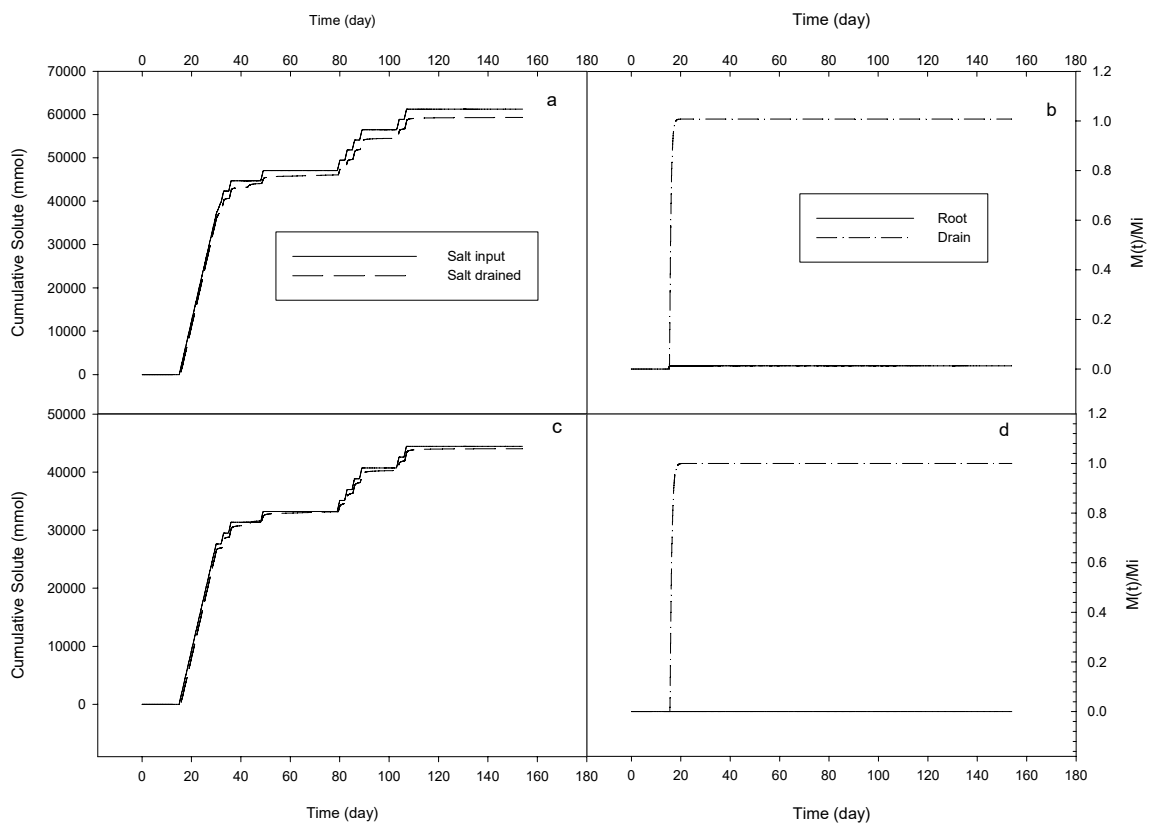 Time (day)
Time (day)
0 20 40 60 80 100 120 140 160 180
0 20 40 60 80 100 120 140 160 180
70000
60000
50000
40000
30000
20000
10000
0
Cumulative Solute (mmol)
a
Salt input
Salt drained
b
Root
Drain
1.2
1.0
0.8
0.6
0.4
0.2
0.0
M(t)/Mi
50000
40000
30000
20000
10000
0
Cumulative Solute (mmol)
c
d
1.2
1.0
0.8
0.6
0.4
0.2
0.0
M(t)/Mi
0 20 40 60 80 100 120 140 160 180
0 20 40 60 80 100 120 140 160 180
Time (day)
Time (day)